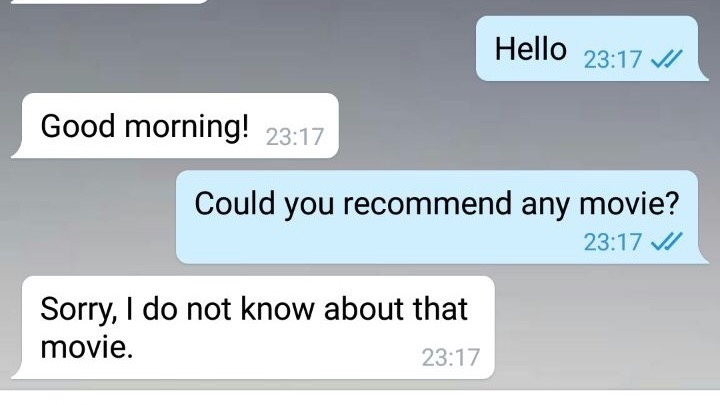 Hello 23:17
Good morning! 23:17
Could you recommend any movie?
23:17
Sorry, I do not know about that
movie. 23:17